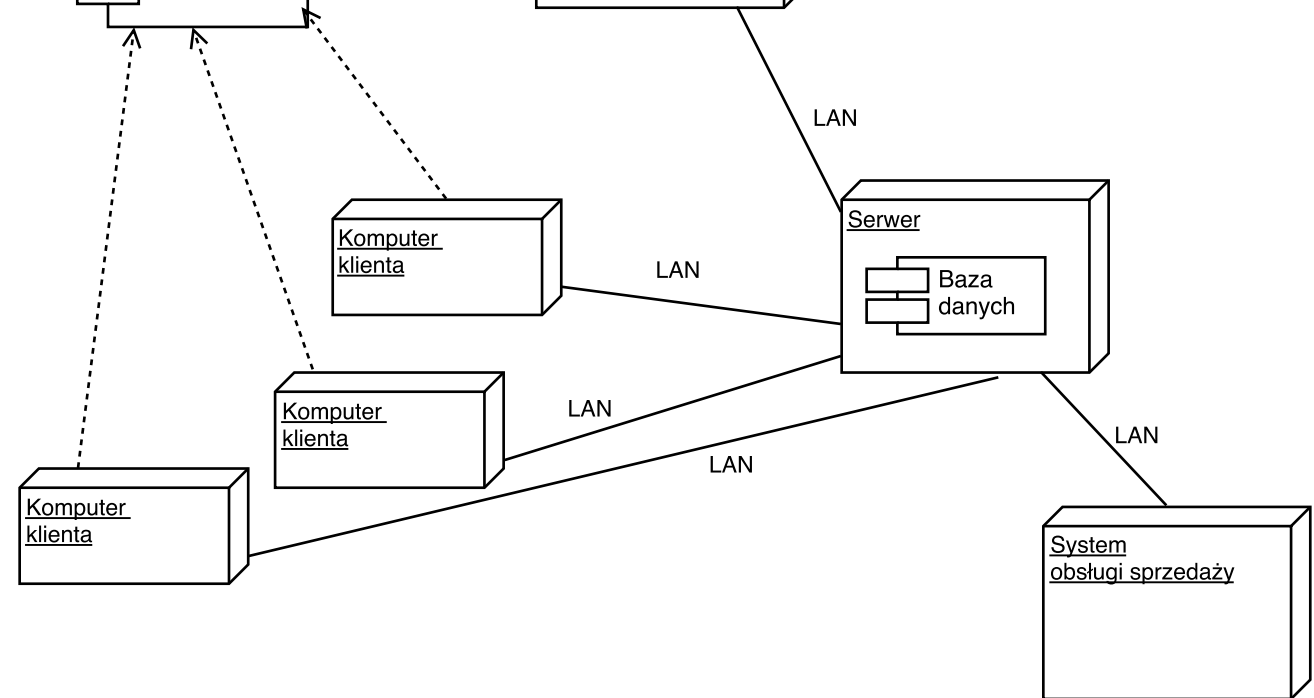 LAN
Serwer
Komputer
klienta
LAN
Baza
danych
Komputer
klienta
LAN
LAN
LAN
Komputer
klienta
System
obsługi sprzedaży